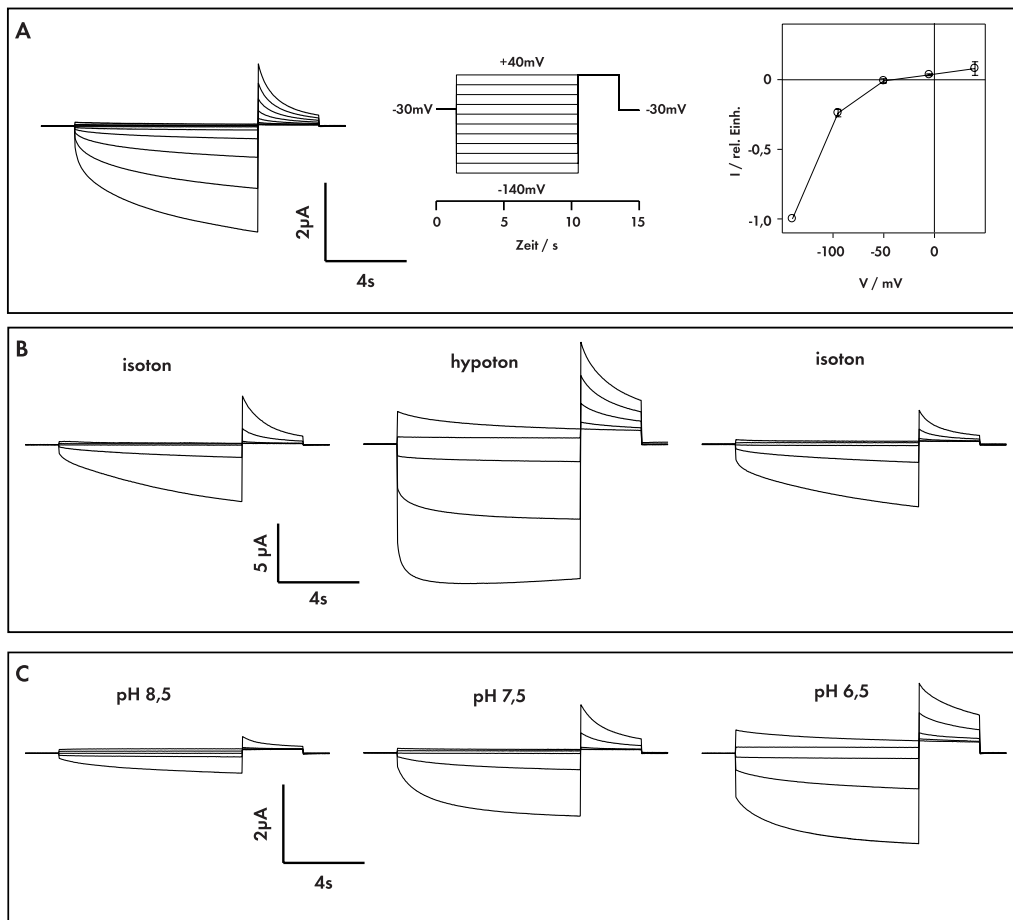 A
2µA
4s
+40mV
-30mV
-30mV
-140mV
0 5 10 15
Zeit / s
I / rel. Einh.
0
-0,5
-1,0
-100 -50 0
V / mV
B
isoton
hypoton
isoton
5 µA
4s
C
pH 8,5
pH 7,5
pH 6,5
2µA
4s